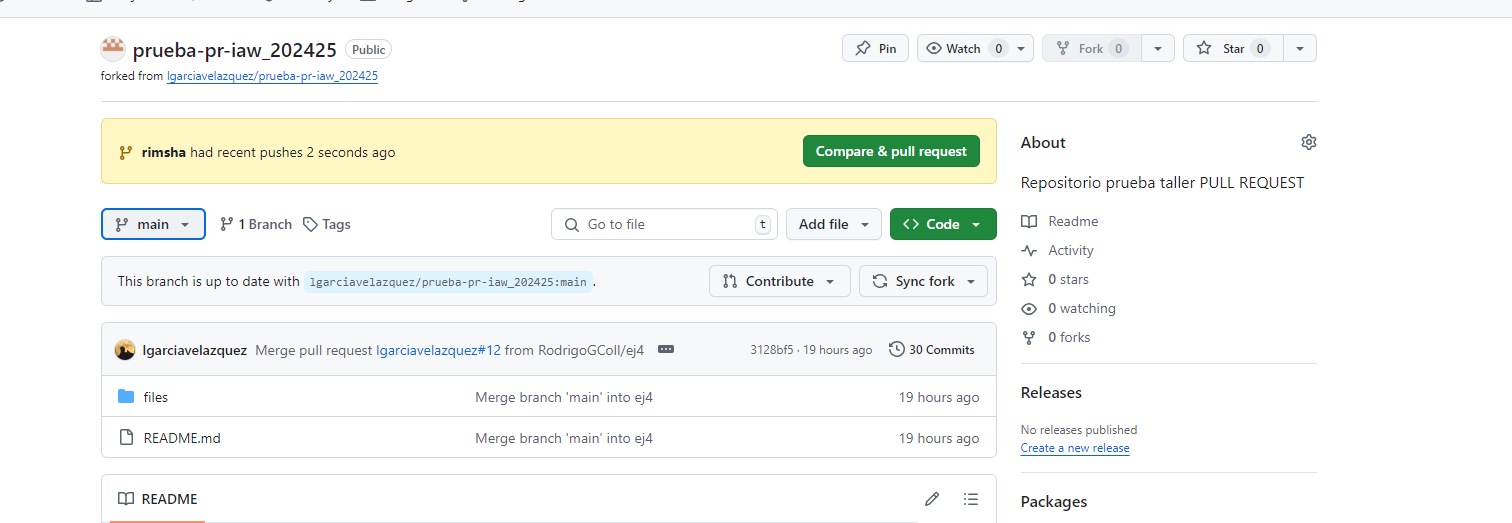 prueba-pr-iaw_202425 Public Pin Watch 0 Fork 0 Star 0
forked from lgarciavelazquez/prueba-pr-iaw_202425
rimsha had recent pushes 2 seconds ago Compare & pull request
main 1 Branch Tags Go to file t Add file Code
This branch is up to date with lgarciavelazquez/prueba-pr-iaw_202425:main. Contribute Sync fork
lgarciavelazquez Merge pull request lgarciavelazquez#12 from RodrigoGColl/ej4 3128bf5 · 19 hours ago 30 Commits
files Merge branch 'main' into ej4 19 hours ago
README.md Merge branch 'main' into ej4 19 hours ago
README
About
Repositorio prueba taller PULL REQUEST
Readme
Activity
0 stars
0 watching
0 forks
Releases
No releases published
Create a new release
Packages